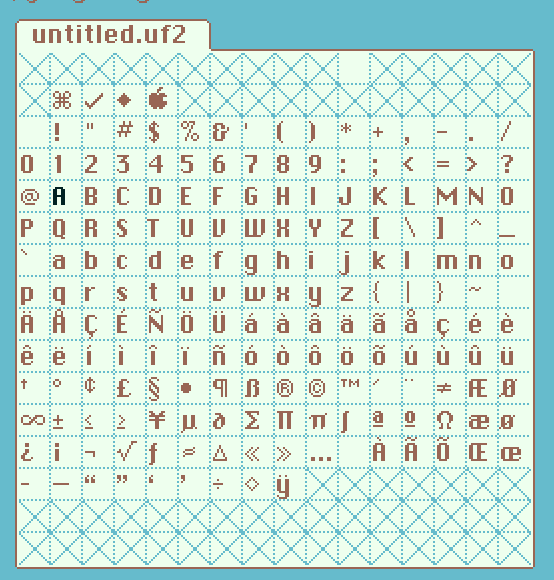 untitled.uf2
⌘ ✓ ◆ 
! " # $ % & ' ( ) * + , - . /
0 1 2 3 4 5 6 7 8 9 : ; < = > ?
@ A B C D E F G H I J K L M N O
P Q R S T U V W X Y Z [ \ ] ^ _
` a b c d e f g h i j k l m n o
p q r s t u v w x y z { | } ~
Ä Å Ç É Ñ Ö Ü á à â ä ã å ç é è
ê ë í ì î ï ñ ó ò ô ö õ ú ù û ü
† ° ¢ £ § • ¶ ß ® © ™ ´ ¨ ≠ Æ Ø
∞ ± ≤ ≥ ¥ µ ∂ Σ Π π ∫ ª º Ω æ ø
¿ ¡ ¬ √ ƒ ≈ ∆ « » … À Ã Õ Œ œ
– — “ ” ‘ ’ ÷ ◊ ÿ